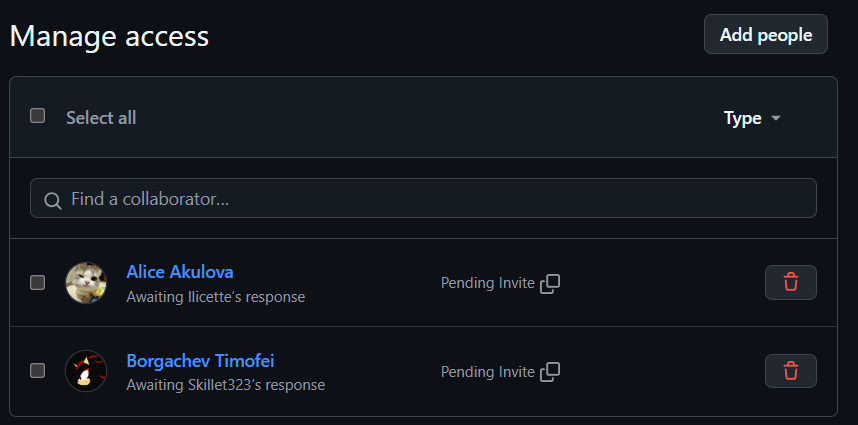 Manage access
Add people
Select all
Type
Find a collaborator...
Alice Akulova
Awaiting Ilicette's response
Pending Invite
Borgachev Timofei
Awaiting Skillet323's response
Pending Invite